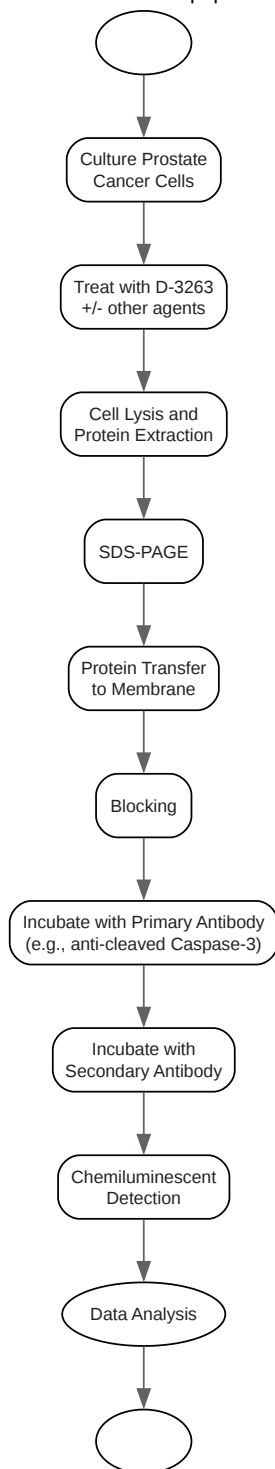 Culture Prostate
Cancer Cells
Treat with D-3263
+/- other agents
Cell Lysis and
Protein Extraction
SDS-PAGE
Protein Transfer
to Membrane
Blocking
Incubate with Primary Antibody
(e.g., anti-cleaved Caspase-3)
Incubate with
Secondary Antibody
Chemiluminescent
Detection
Data Analysis